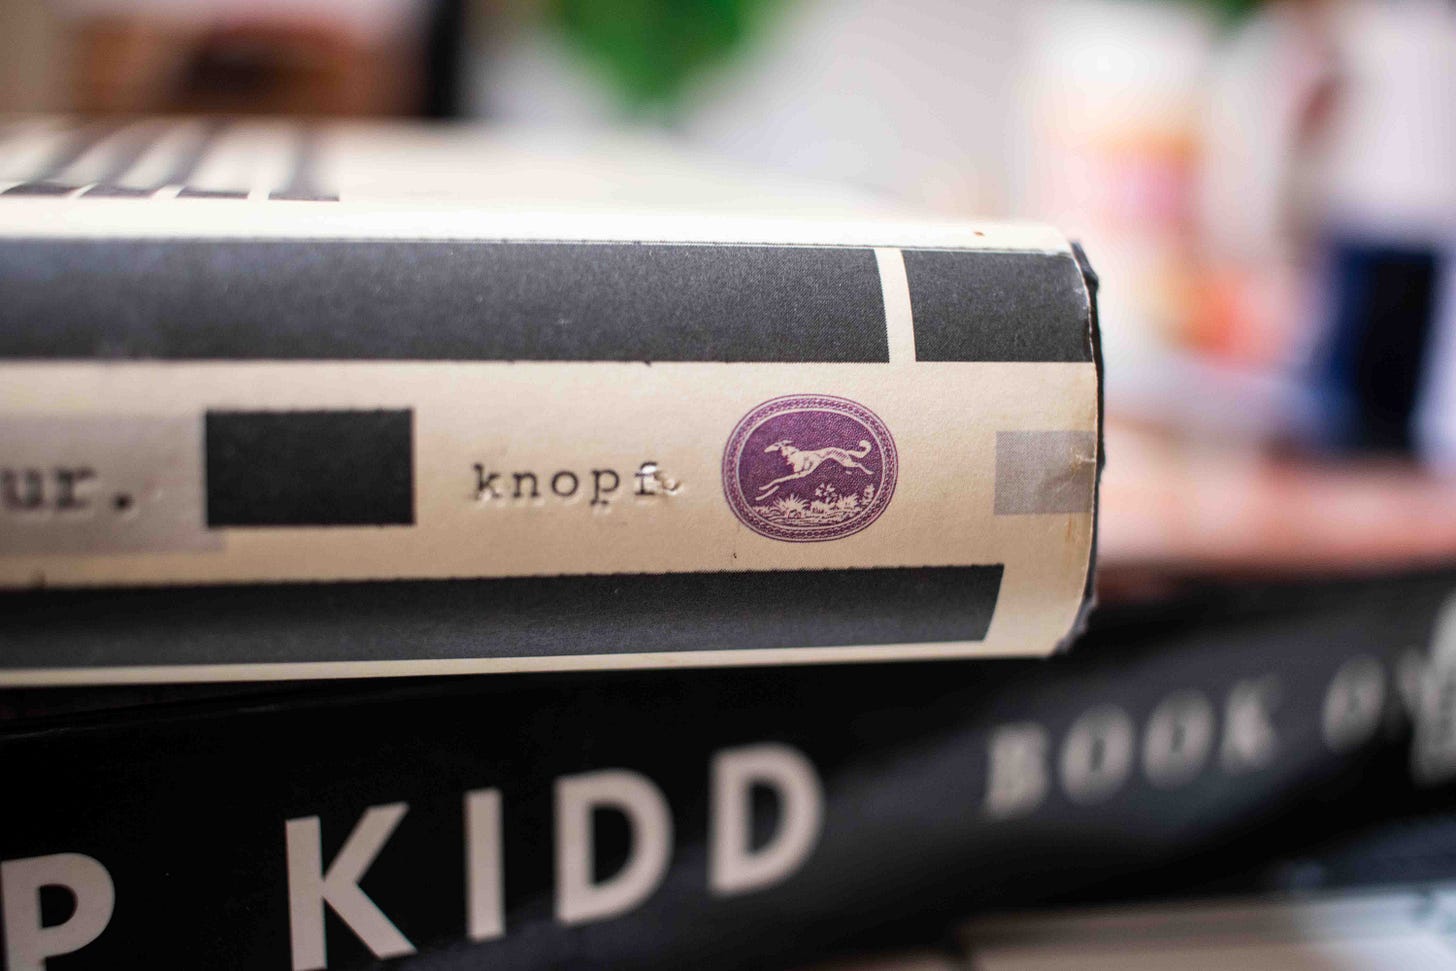 ur. knopf.
P KIDD BOOK